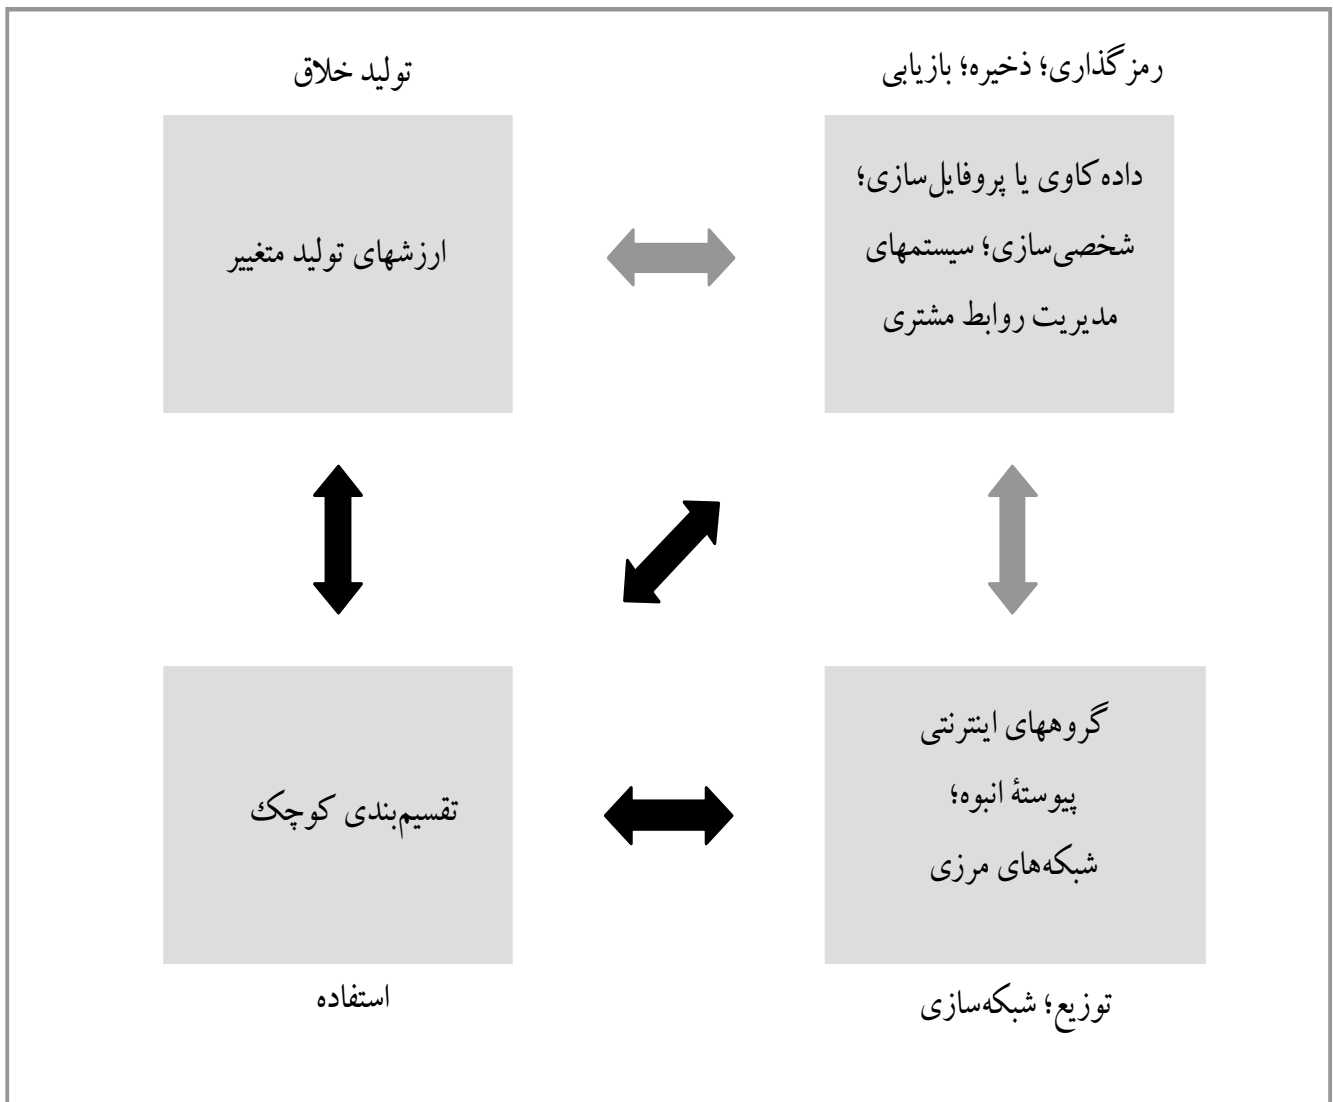 رمزگذاری؛ ذخیره؛ بازیابی
داده‌کاوی یا پروفایل‌سازی؛
شخصی‌سازی؛ سیستمهای
مدیریت روابط مشتری
تولید خلاق
ارزشهای تولید متغییر
گروههای اینترنتی
پیوستهٔ انبوه؛
شبکه‌های مرزی
توزیع؛ شبکه‌سازی
تقسیم‌بندی کوچک
استفاده